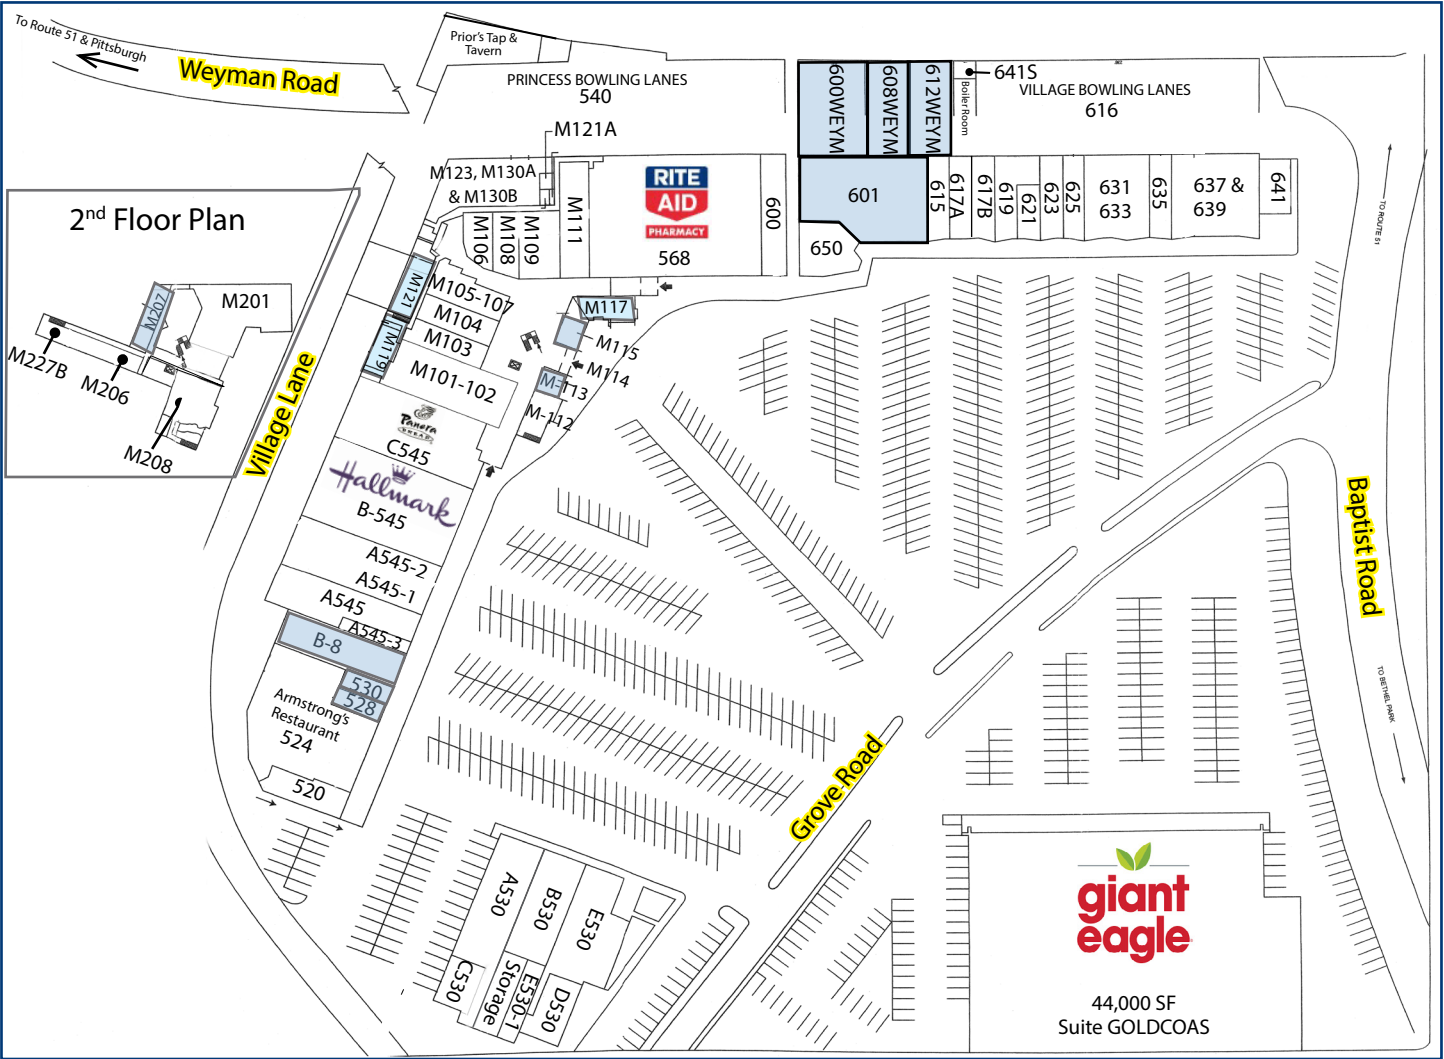 To Route 51 & Pittsburgh
Weyman Road
Prior's Tap &
Tavern
PRINCESS BOWLING LANES
540
M121A
M123, M130A
& M130B
M106
M108
M109
M111
RITE
AID
PHARMACY
568
600
600WEYM
608WEYM
612WEYM
641S
Boiler Room
VILLAGE BOWLING LANES
616
601
650
615
617A
617B
619
621
623
625
631
633
635
637 &
639
641
TO ROUTE 51
2nd Floor Plan
M207
M201
M227B
M206
M208
Village Lane
M121
M119
M105-107
M104
M103
M101-102
M117
M115
M114
M-113
M-112
Panera
BREAD
C545
Hallmark
B-545
A545-2
A545-1
A545
A545-3
B-8
530
528
Armstrong's
Restaurant
524
520
Baptist Road
TO BETHEL PARK
Grove Road
A530
B530
E530
C530
Storage
E530-1
D530
giant
eagle
44,000 SF
Suite GOLDCOAS